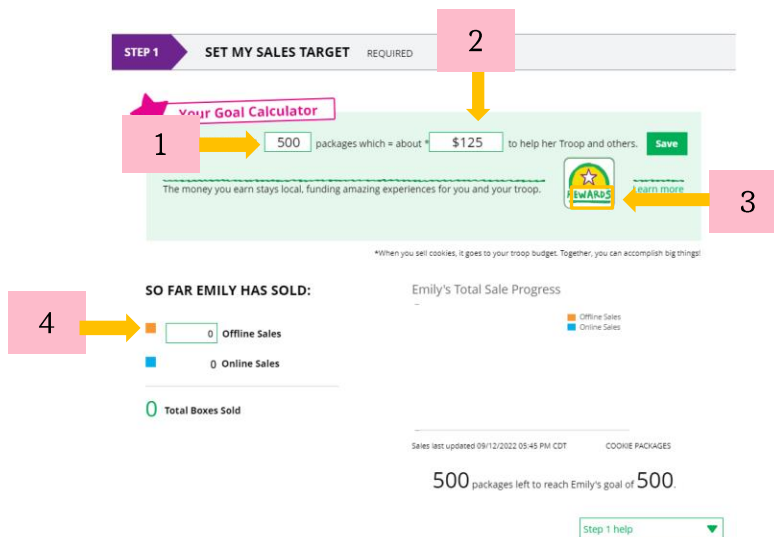 2
STEP 1 SET MY SALES TARGET REQUIRED
Your Goal Calculator
1
500 packages which = about * $125 to help her Troop and others. Save
The money you earn stays local, funding amazing experiences for you and your troop. REWARDS Learn more
3
*When you sell cookies, it goes to your troop budget. Together, you can accomplish big things!
SO FAR EMILY HAS SOLD:
4
0 Offline Sales
0 Online Sales
0 Total Boxes Sold
Emily's Total Sale Progress
Offline Sales
Online Sales
Sales last updated 09/12/2022 05:45 PM CDT COOKIE PACKAGES
500 packages left to reach Emily's goal of 500.
Step 1 help